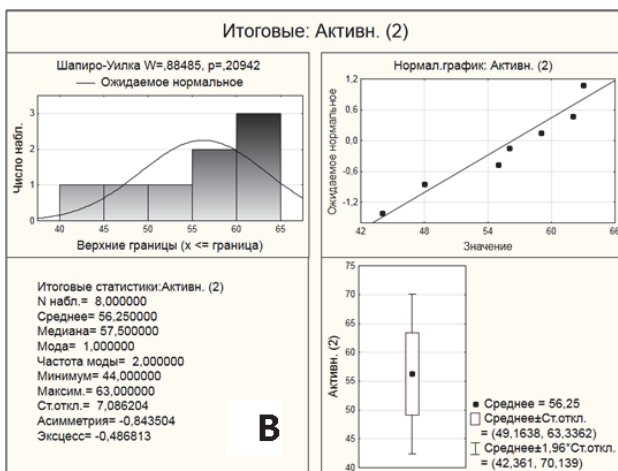 Итоговые: Активн. (2)
Шапиро-Уилка W=,88485, p=,20942
Ожидаемое нормальное
Число набл.
3
2
1
0
40 45 50 55 60 65
Верхние границы (x <= граница)
Нормал.график: Активн. (2)
Ожидаемое нормальное
1,2
0,6
0,0
-0,6
-1,2
42 48 54 60 66
Значение
Итоговые статистики:Активн. (2)
N набл.= 8,000000
Среднее= 56,250000
Медиана= 57,500000
Мода= 1,000000
Частота моды= 2,000000
Минимум= 44,000000
Максим.= 63,000000
Ст.откл.= 7,086204
Асимметрия= -0,843504
Эксцесс= -0,486813
B
Активн. (2)
75
70
65
60
55
50
45
40
Среднее = 56,25
Среднее±Ст.откл.
= (49,1638, 63,3362)
Среднее±1,96*Ст.откл.
= (42,361, 70,139)